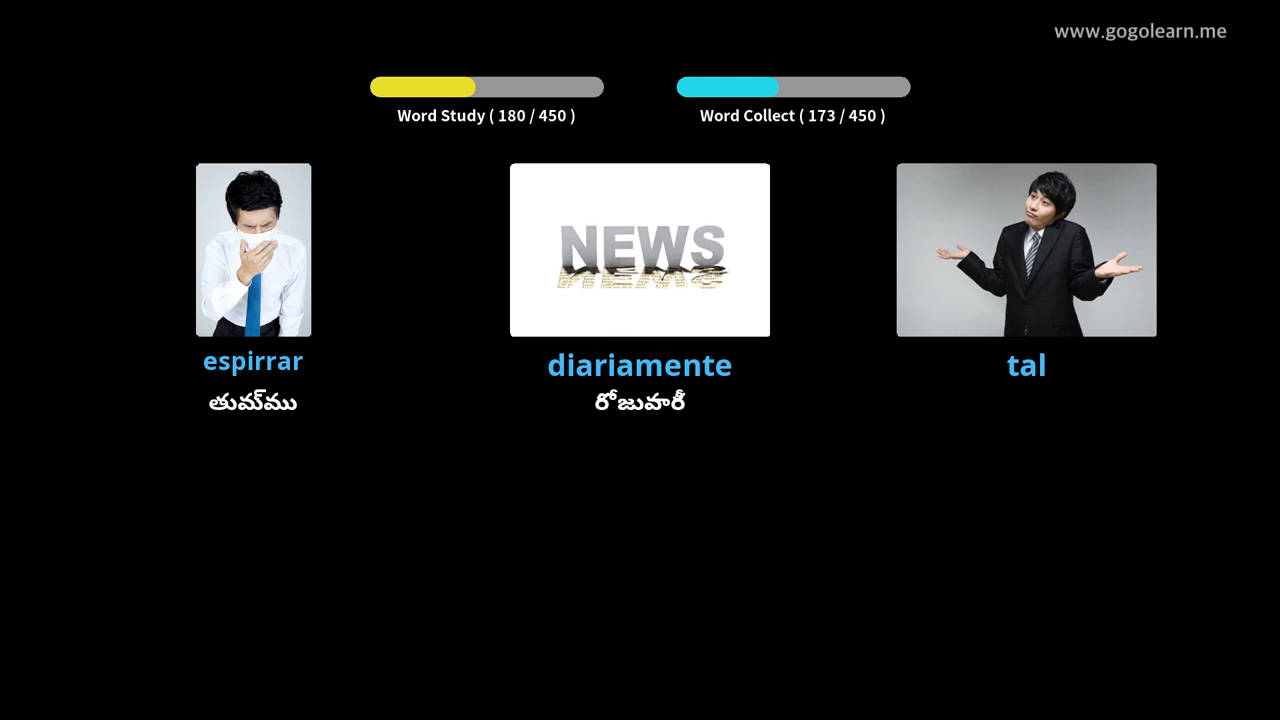 www.gogolearn.me
Word Study ( 180 / 450 )
Word Collect ( 173 / 450 )
NEWS
espirrar
diariamente
tal
తుమ్ము
రోజువారీ